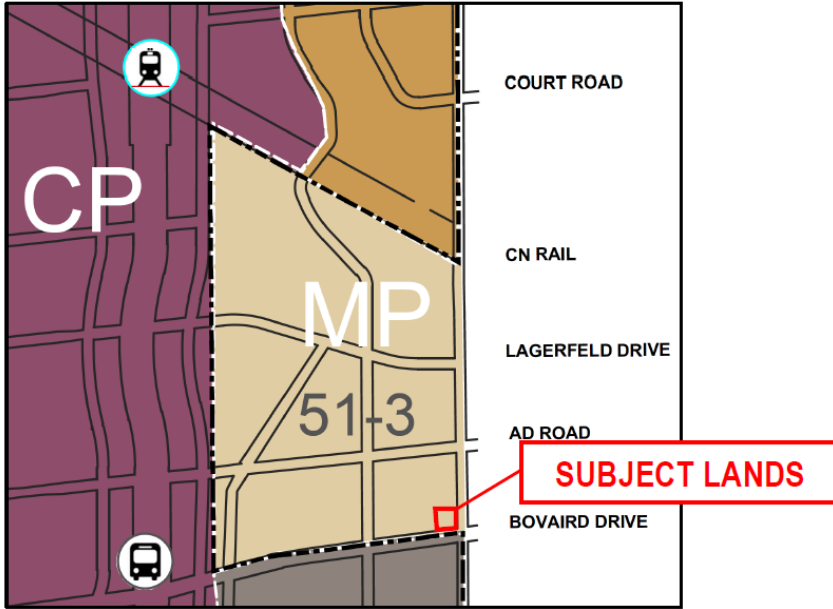 COURT ROAD
CP
CN RAIL
MP
LAGERFELD DRIVE
51-3
AD ROAD
SUBJECT LANDS
BOVAIRD DRIVE